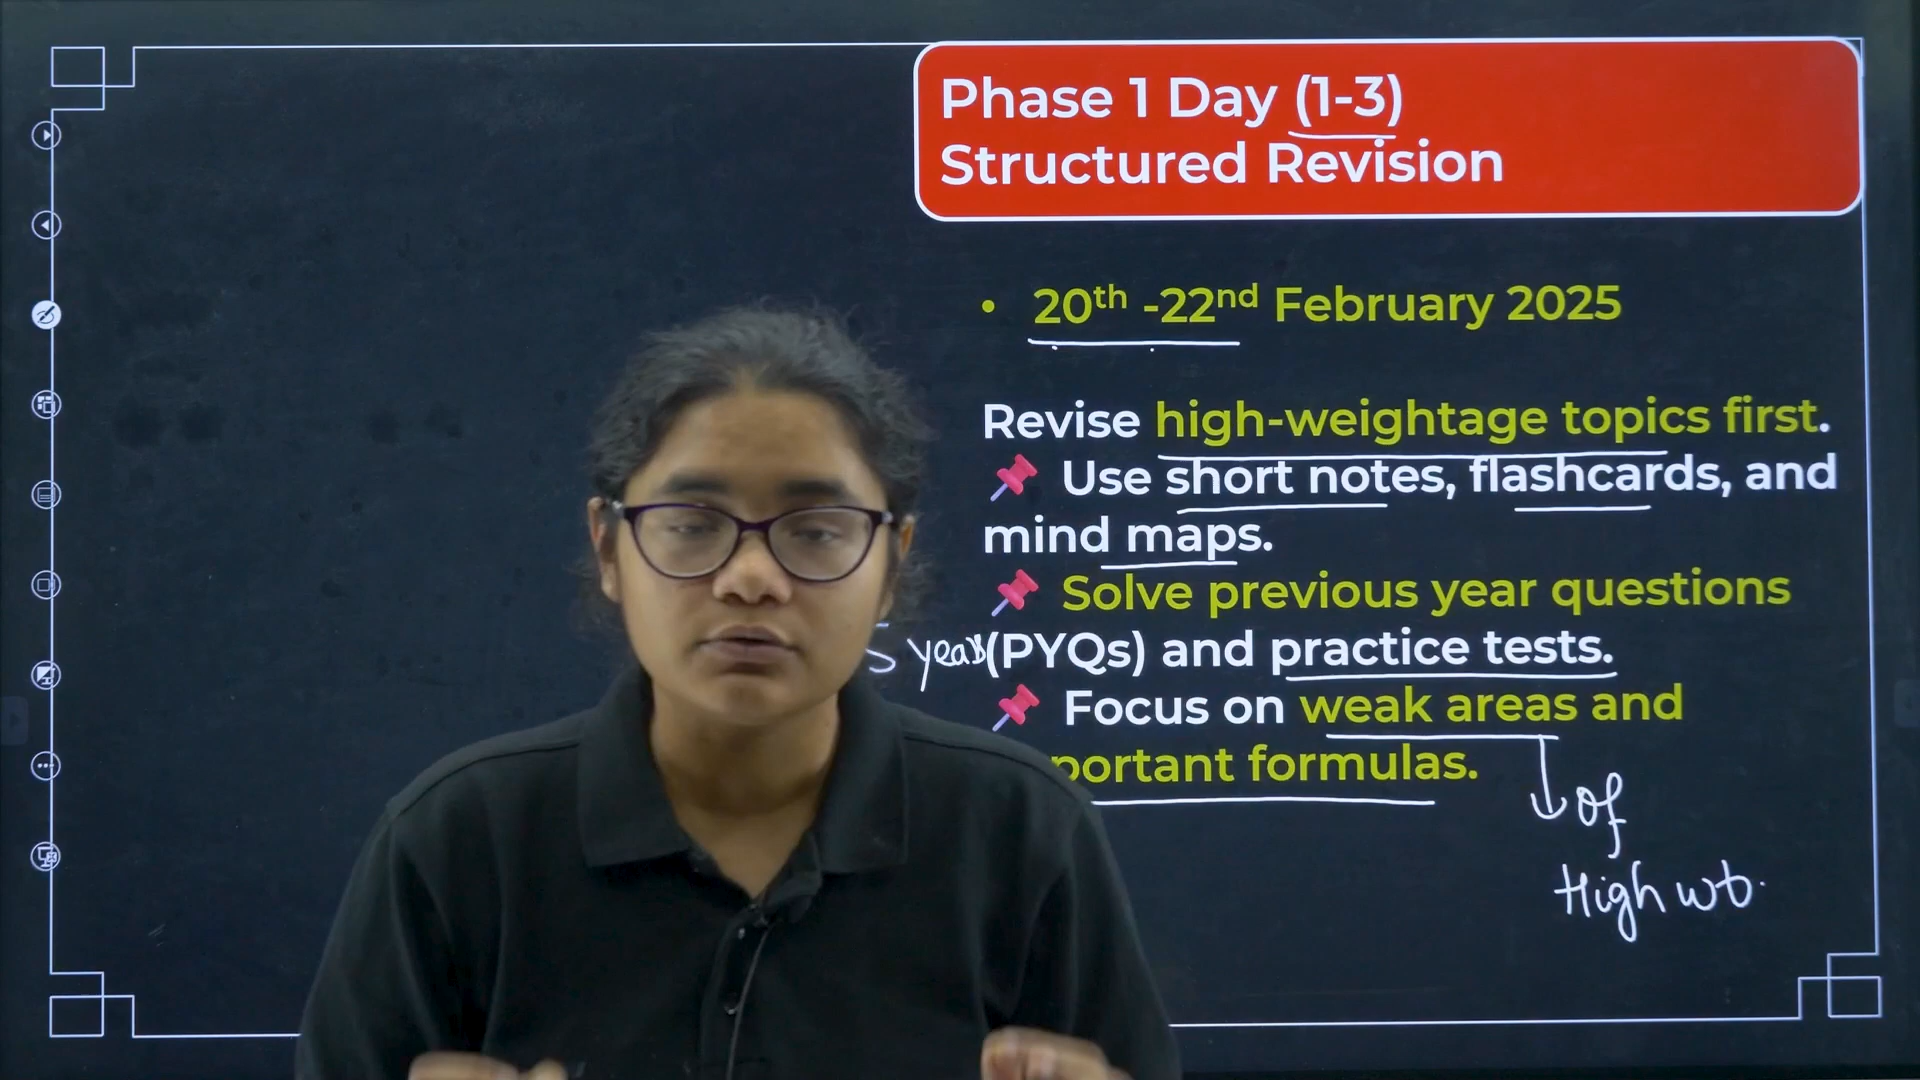 Phase 1 Day (1-3)
Structured Revision
• 20th -22nd February 2025
Revise high-weightage topics first.
📌 Use short notes, flashcards, and
mind maps.
📌 Solve previous year questions
5 years (PYQs) and practice tests.
📌 Focus on weak areas and
portant formulas.
of
High wt.